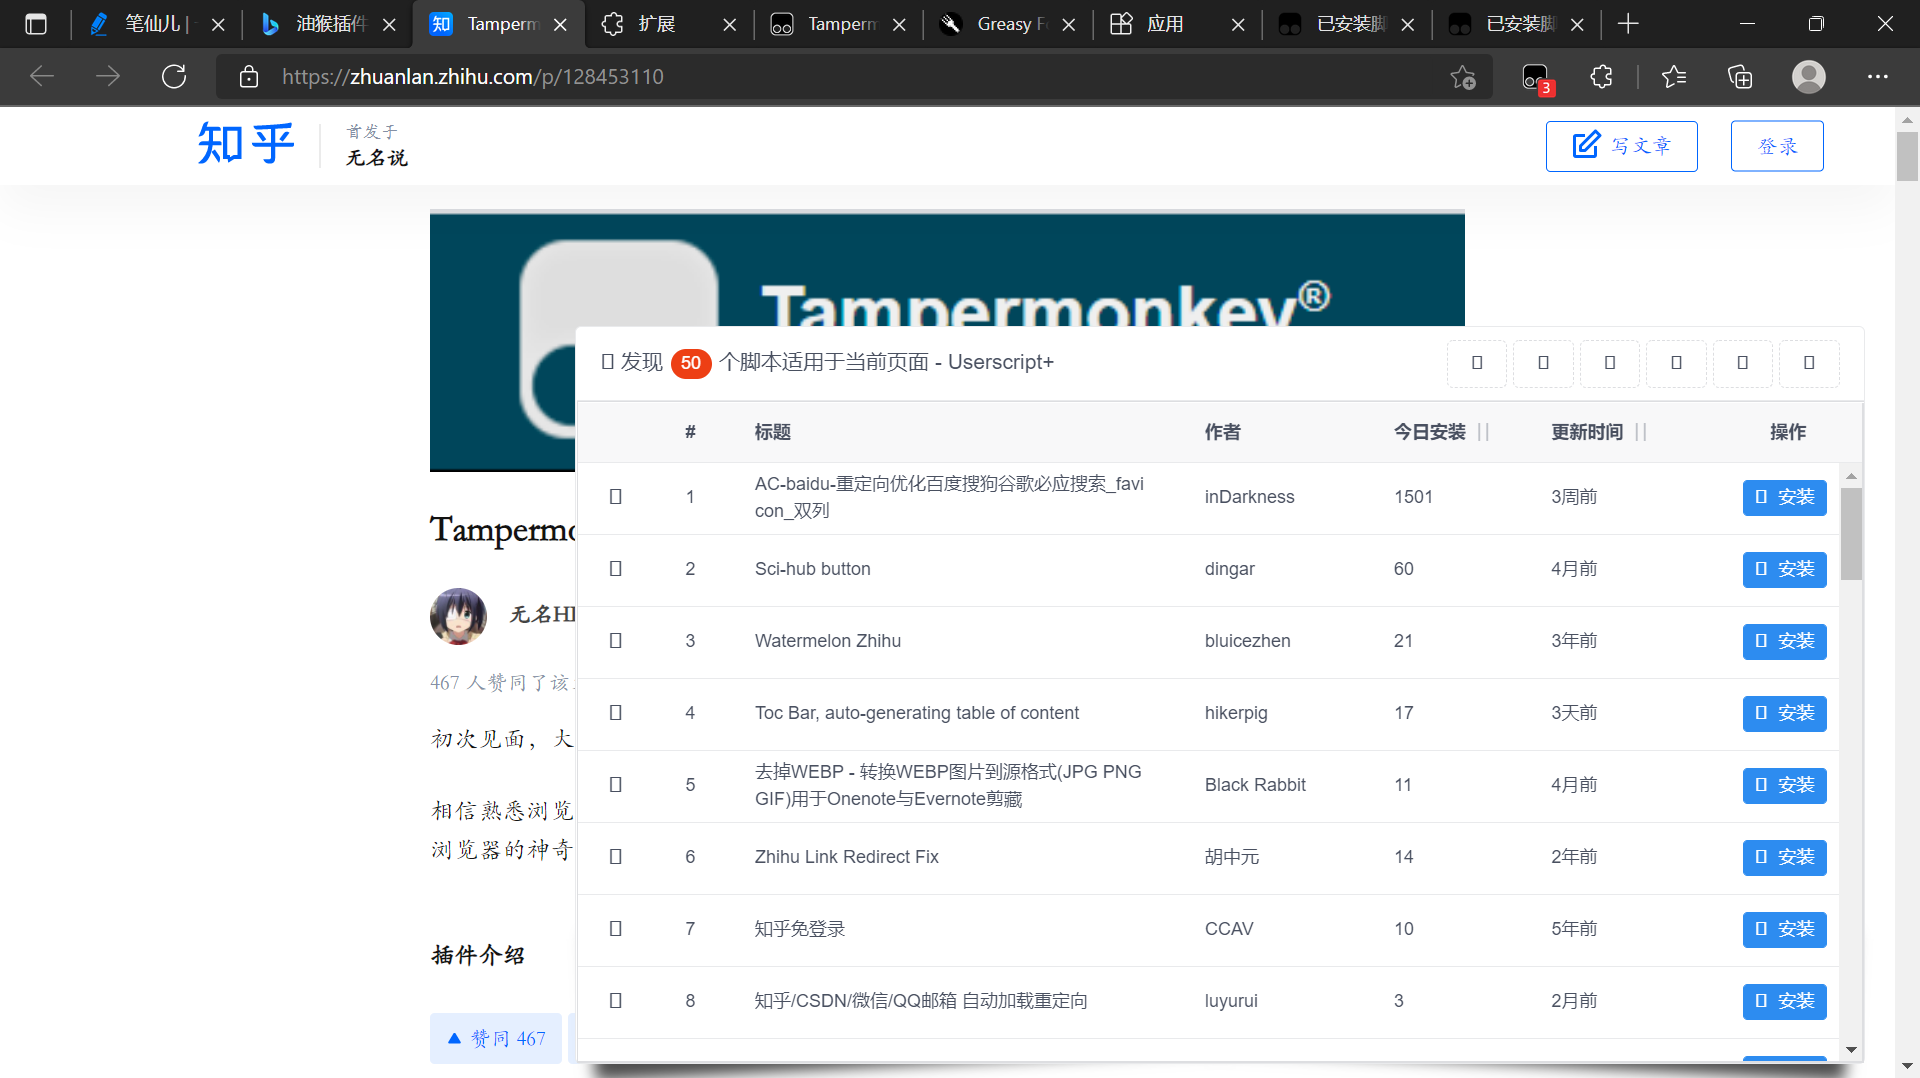 笔仙儿 |
油猴插件
Tamperm
扩展
Tamperm
Greasy F
应用
已安装脚
已安装脚
https://zhuanlan.zhihu.com/p/128453110
3
知乎
首发于
无名说
写文章
登录
Tampermonkey®
发现 50 个脚本适用于当前页面 - Userscript+
# 标题 作者 今日安装 更新时间 操作
1 AC-baidu-重定向优化百度搜狗谷歌必应搜索_favi
con_双列 inDarkness 1501 3周前 安装
2 Sci-hub button dingar 60 4月前 安装
3 Watermelon Zhihu bluicezhen 21 3年前 安装
4 Toc Bar, auto-generating table of content hikerpig 17 3天前 安装
5 去掉WEBP - 转换WEBP图片到源格式(JPG PNG
GIF)用于Onenote与Evernote剪藏 Black Rabbit 11 4月前 安装
6 Zhihu Link Redirect Fix 胡中元 14 2年前 安装
7 知乎免登录 CCAV 10 5年前 安装
8 知乎/CSDN/微信/QQ邮箱 自动加载重定向 luyurui 3 2月前 安装
Tampermo
无名HI
467 人赞同了该
初次见面，大
相信熟悉浏览
浏览器的神奇
插件介绍
赞同 467